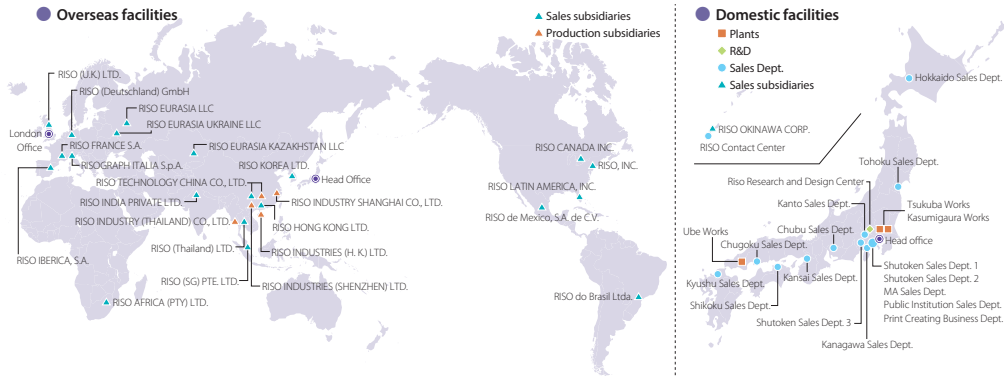 Overseas facilities
Sales subsidiaries
Production subsidiaries
RISO (U.K.) LTD.
RISO (Deutschland) GmbH
RISO EURASIA LLC
RISO EURASIA UKRAINE LLC
London
Office
RISO FRANCE S.A.
RISOGRAPH ITALIA S.p.A.
RISO EURASIA KAZAKHSTAN LLC
RISO KOREA LTD.
Head Office
RISO TECHNOLOGY CHINA CO., LTD.
RISO INDIA PRIVATE LTD.
RISO INDUSTRY SHANGHAI CO., LTD.
RISO INDUSTRY (THAILAND) CO., LTD.
RISO HONG KONG LTD.
RISO (Thailand) LTD.
RISO INDUSTRIES (H. K.) LTD.
RISO IBERICA, S.A.
RISO (SG) PTE. LTD.
RISO INDUSTRIES (SHENZHEN) LTD.
RISO AFRICA (PTY) LTD.
RISO CANADA INC.
RISO, INC.
RISO LATIN AMERICA, INC.
RISO de Mexico, S.A. de C.V.
RISO do Brasil Ltda.
Domestic facilities
Plants
R&D
Sales Dept.
Sales subsidiaries
Hokkaido Sales Dept.
RISO OKINAWA CORP.
RISO Contact Center
Tohoku Sales Dept.
Riso Research and Design Center
Kanto Sales Dept.
Tsukuba Works
Kasumigaura Works
Ube Works
Chubu Sales Dept.
Chugoku Sales Dept.
Head office
Kyushu Sales Dept.
Kansai Sales Dept.
Shikoku Sales Dept.
Shutoken Sales Dept. 1
Shutoken Sales Dept. 2
MA Sales Dept.
Public Institution Sales Dept.
Print Creating Business Dept.
Shutoken Sales Dept. 3
Kanagawa Sales Dept.